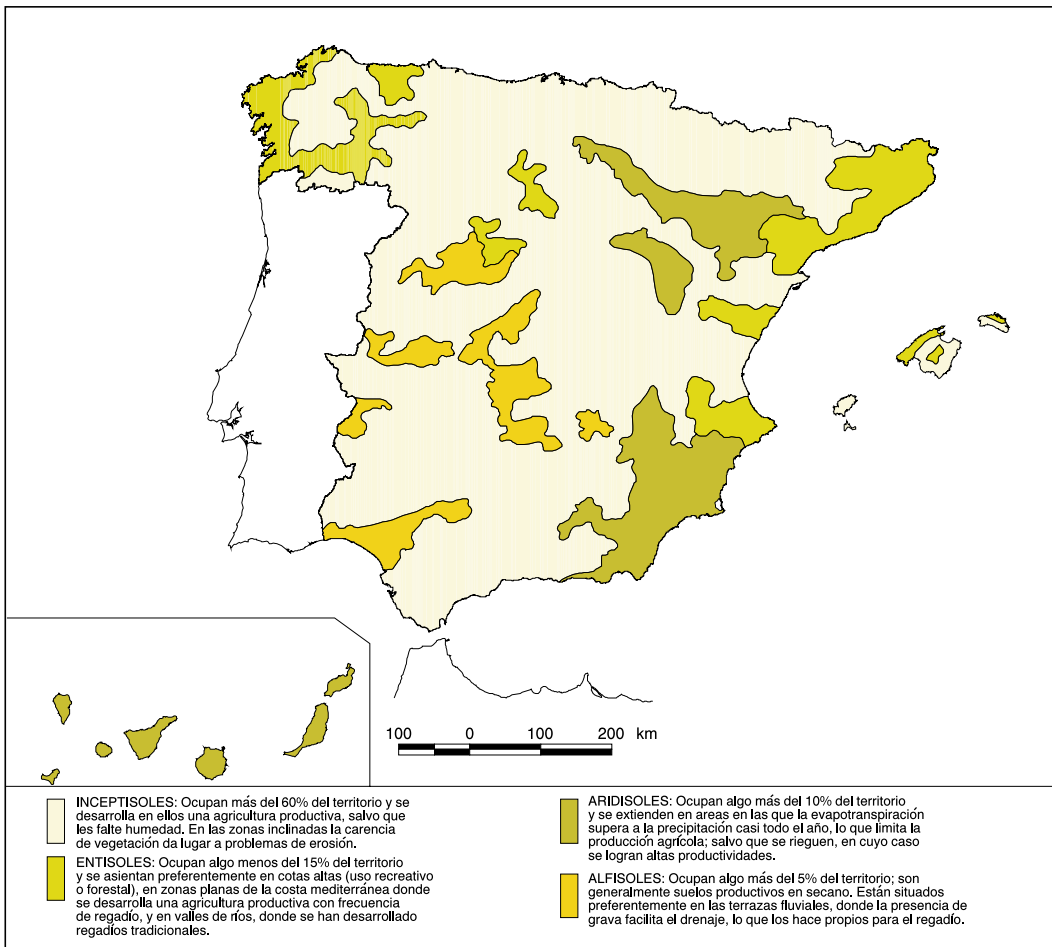 100 0 100 200 km
INCEPTISOLES: Ocupan más del 60% del territorio y se
desarrolla en ellos una agricultura productiva, salvo que
les falte humedad. En las zonas inclinadas la carencia
de vegetación da lugar a problemas de erosión.
ENTISOLES: Ocupan algo menos del 15% del territorio
y se asientan preferentemente en cotas altas (uso recreativo
o forestal), en zonas planas de la costa mediterránea donde
se desarrolla una agricultura productiva con frecuencia
de regadío, y en valles de ríos, donde se han desarrollado
regadíos tradicionales.
ARIDISOLES: Ocupan algo más del 10% del territorio
y se extienden en areas en las que la evapotranspiración
supera a la precipitación casi todo el año, lo que limita la
producción agrícola; salvo que se rieguen, en cuyo caso
se logran altas productividades.
ALFISOLES: Ocupan algo más del 5% del territorio; son
generalmente suelos productivos en secano. Están situados
preferentemente en las terrazas fluviales, donde la presencia de
grava facilita el drenaje, lo que los hace propios para el regadío.